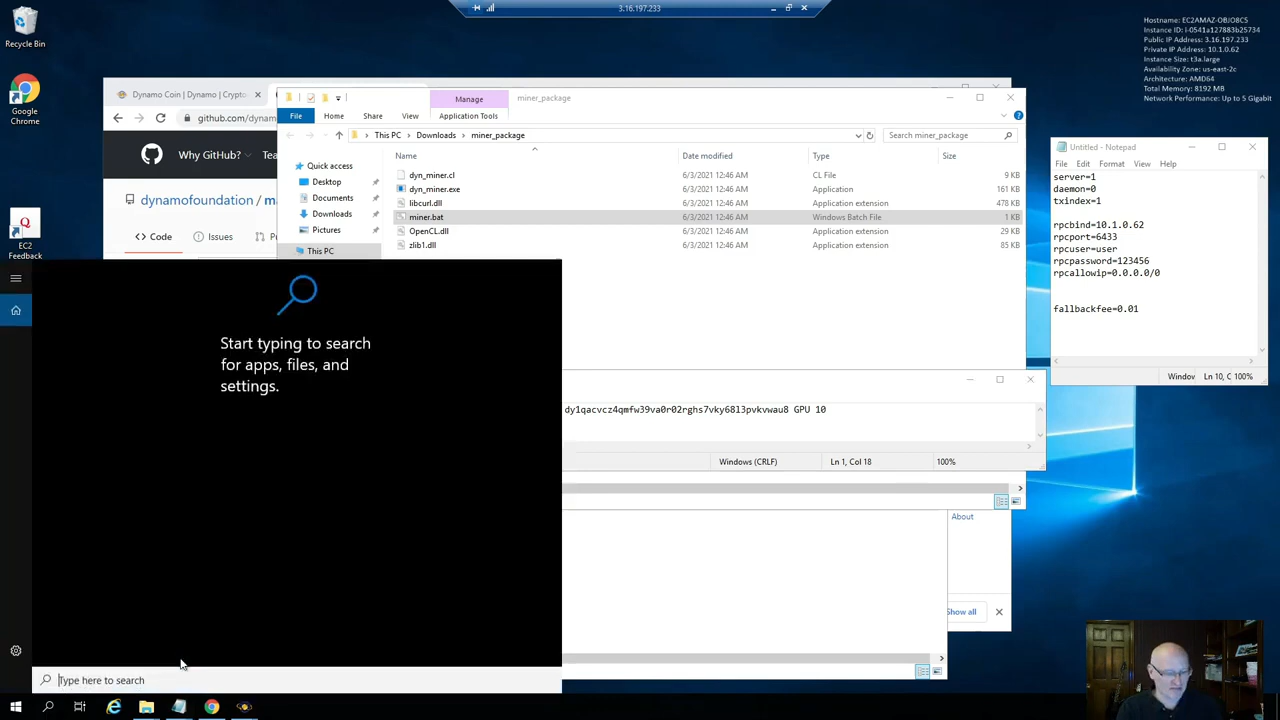 3.16.197.233
Hostname: EC2AMAZ-OBJO8CS
Instance ID: i-0541a127883b25734
Public IP Address: 3.16.197.233
Private IP Address: 10.1.0.62
Instance Size: t3a.large
Availability Zone: us-east-2c
Architecture: AMD64
Total Memory: 8192 MB
Network Performance: Up to 5 Gigabit
Recycle Bin
Google
Chrome
EC2
Feedback
Dynamo Coin | Dynamo | Crypto
github.com/dynam
Why GitHub? Tea
dynamofoundation /
Code
Issues
Manage
miner_package
File
Home
Share
View
Application Tools
This PC
Downloads
miner_package
Search miner_package
Name
Date modified
Type
Size
Quick access
Desktop
Documents
Downloads
Pictures
This PC
dyn_miner.cl 6/3/2021 12:46 AM CL File 9 KB
dyn_miner.exe 6/3/2021 12:46 AM Application 161 KB
libcurl.dll 6/3/2021 12:46 AM Application extension 478 KB
miner.bat 6/3/2021 12:46 AM Windows Batch File 1 KB
OpenCL.dll 6/3/2021 12:46 AM Application extension 29 KB
zlib1.dll 6/3/2021 12:46 AM Application extension 85 KB
Untitled - Notepad
File Edit Format View Help
server=1
daemon=0
txindex=1
rpcbind=10.1.0.62
rpcport=6433
rpcuser=user
rpcpassword=123456
rpcallowip=0.0.0.0/0
fallbackfee=0.01
Ln 10, C 100%
Start typing to search
for apps, files, and
settings.
dy1qacvcz4qmfw39va0r02rghs7vky68l3pvkvwau8 GPU 10
Windows (CRLF) Ln 1, Col 18 100%
About
Show all
Type here to search